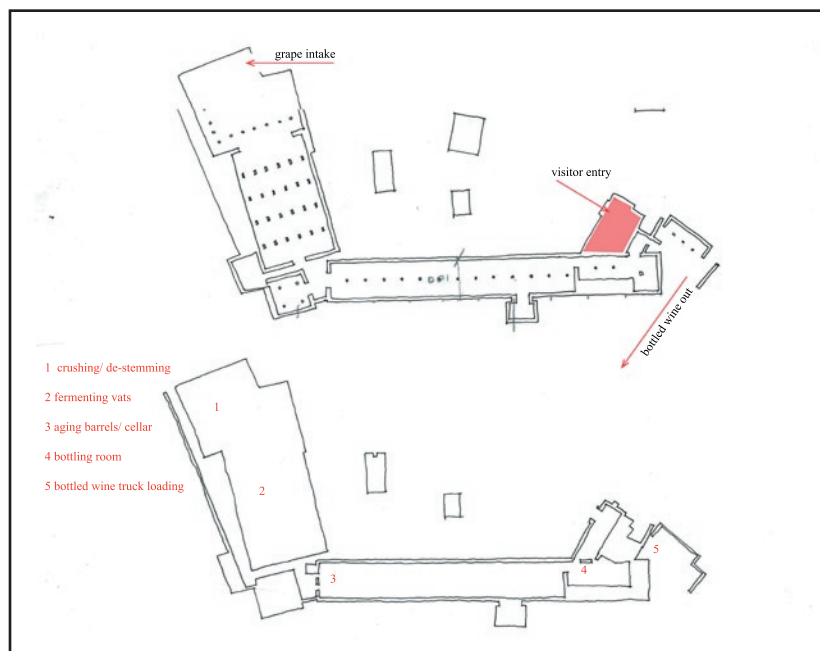 grape intake
visitor entry
bottled wine out
1 crushing/ de-stemming
2 fermenting vats
3 aging barrels/ cellar
4 bottling room
5 bottled wine truck loading
1
2
3
4
5